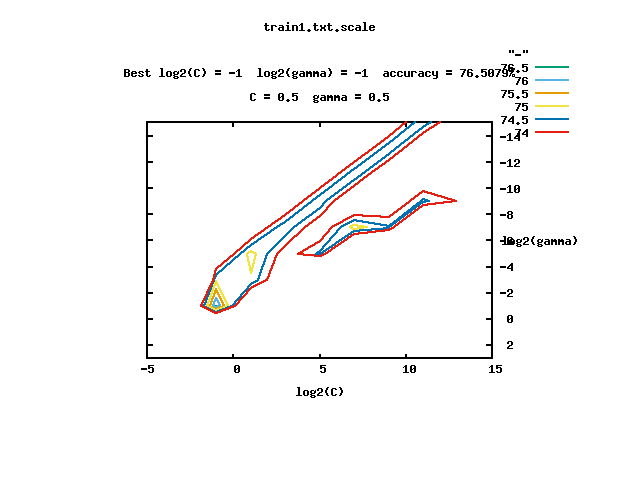 train1.txt.scale
"-"
Best log2(C) = -1  log2(gamma) = -1  accuracy = 76.5079%
76.5
76
75.5
C = 0.5  gamma = 0.5
75
74.5
74
-14
-12
-10
-8
-6
log2(gamma)
-4
-2
0
2
-5 0 5 10 15
log2(C)